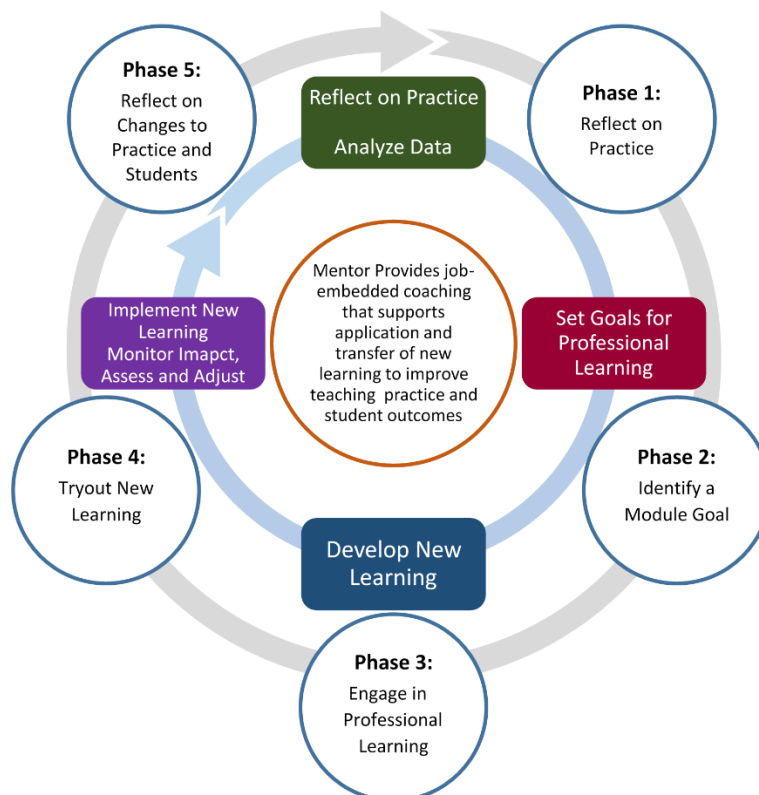 Phase 5:
Reflect on
Changes to
Practice and
Students
Reflect on Practice
Analyze Data
Phase 1:
Reflect on
Practice
Implement New
Learning
Monitor Imapct,
Assess and Adjust
Mentor Provides job-
embedded coaching
that supports
application and
transfer of new
learning to improve
teaching practice and
student outcomes
Set Goals for
Professional
Learning
Phase 4:
Tryout New
Learning
Phase 2:
Identify a
Module Goal
Develop New
Learning
Phase 3:
Engage in
Professional
Learning